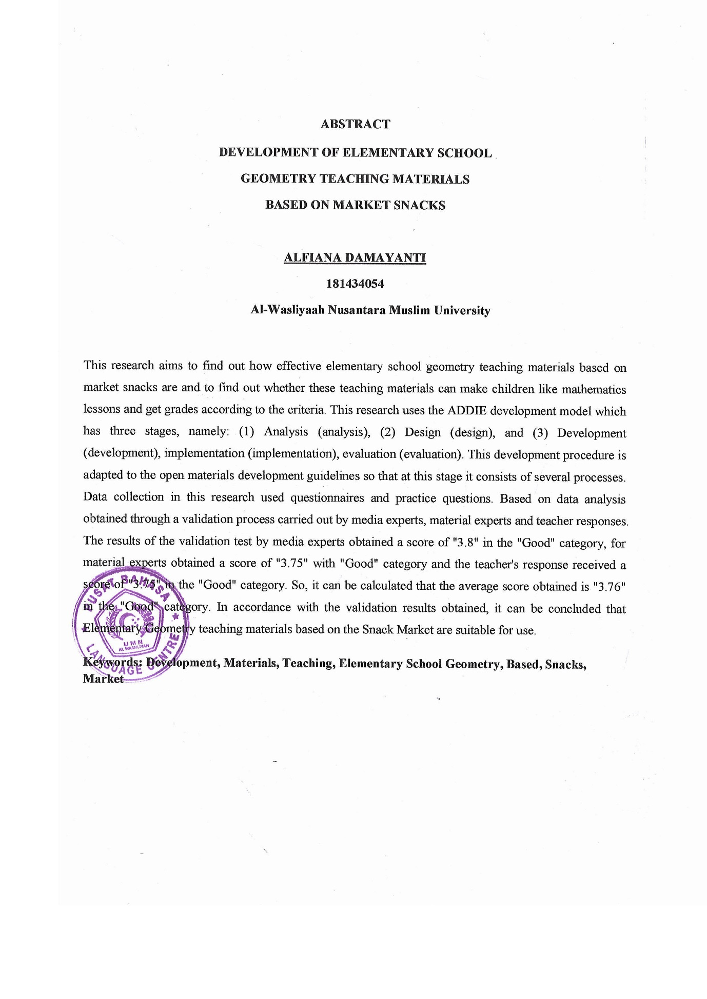 ABSTRACT
DEVELOPMENT OF ELEMENTARY SCHOOL
GEOMETRY TEACHING MATERIALS
BASED ON MARKET SNACKS
ALFIANA DAMAYANTI
181434054
Al-Wasliyaah Nusantara Muslim University
This research aims to find out how effective elementary school geometry teaching materials based on
market snacks are and to find out whether these teaching materials can make children like mathematics
lessons and get grades according to the criteria. This research uses the ADDIE development model which
has three stages, namely: (1) Analysis (analysis), (2) Design (design), and (3) Development
(development), implementation (implementation), evaluation (evaluation). This development procedure is
adapted to the open materials development guidelines so that at this stage it consists of several processes.
Data collection in this research used questionnaires and practice questions. Based on data analysis
obtained through a validation process carried out by media experts, material experts and teacher responses.
The results of the validation test by media experts obtained a score of "3.8" in the "Good" category, for
material experts obtained a score of "3.75" with "Good" category and the teacher's response received a
score of "3.75" in the "Good" category. So, it can be calculated that the average score obtained is "3.76"
in the "Good" category. In accordance with the validation results obtained, it can be concluded that
Elementary Geometry teaching materials based on the Snack Market are suitable for use.
Keywords: Development, Materials, Teaching, Elementary School Geometry, Based, Snacks,
Market
PUSAT BAHASA
UMN
AL WASHLIYAH
LANGUAGE CENTRE